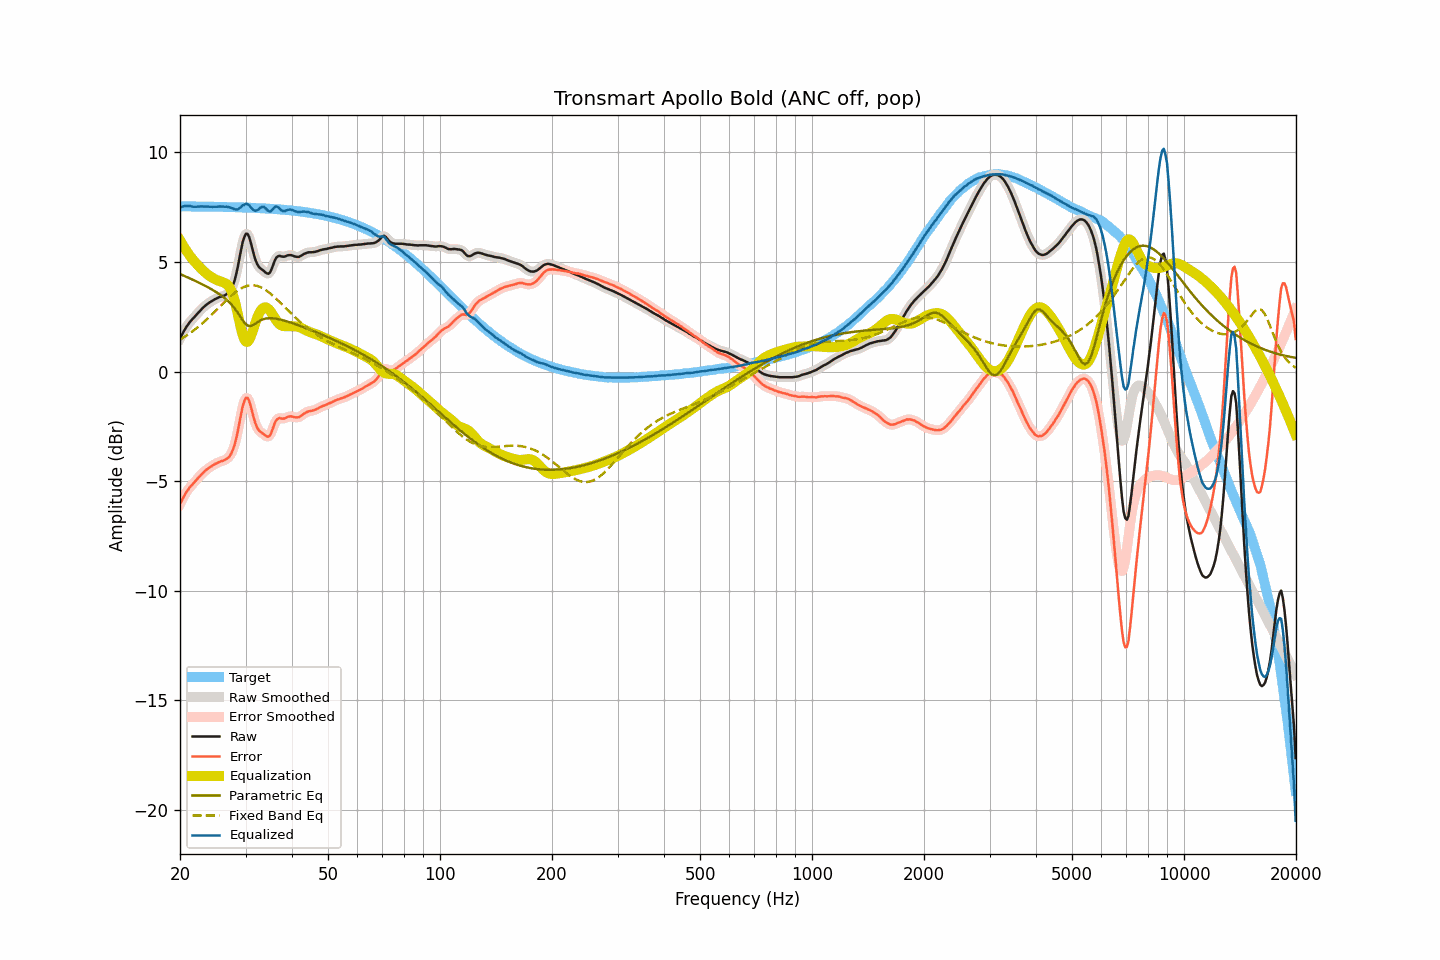 Tronsmart Apollo Bold (ANC off, pop)
10
5
0
−5
−10
−15
−20
Amplitude (dBr)
Target
Raw Smoothed
Error Smoothed
Raw
Error
Equalization
Parametric Eq
Fixed Band Eq
Equalized
20 50 100 200 500 1000 2000 5000 10000 20000
Frequency (Hz)